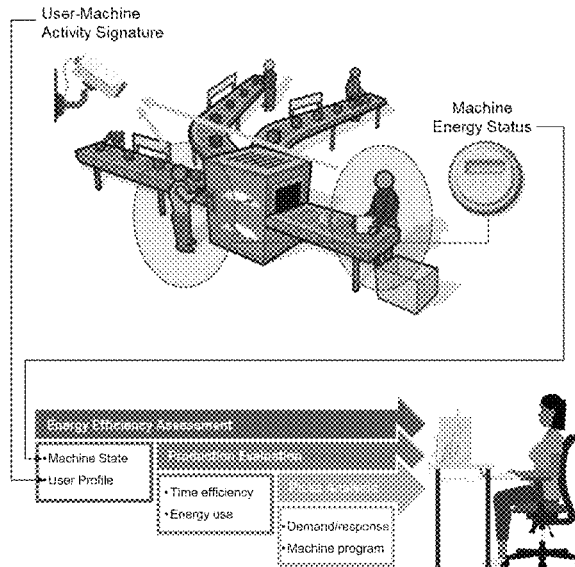 User-Machine
Activity Signature
Machine
Energy Status
Energy Efficiency Assessment
• Machine State
• User Profile
Production Evaluation
• Time efficiency
• Energy use
• Demand/response
• Machine program